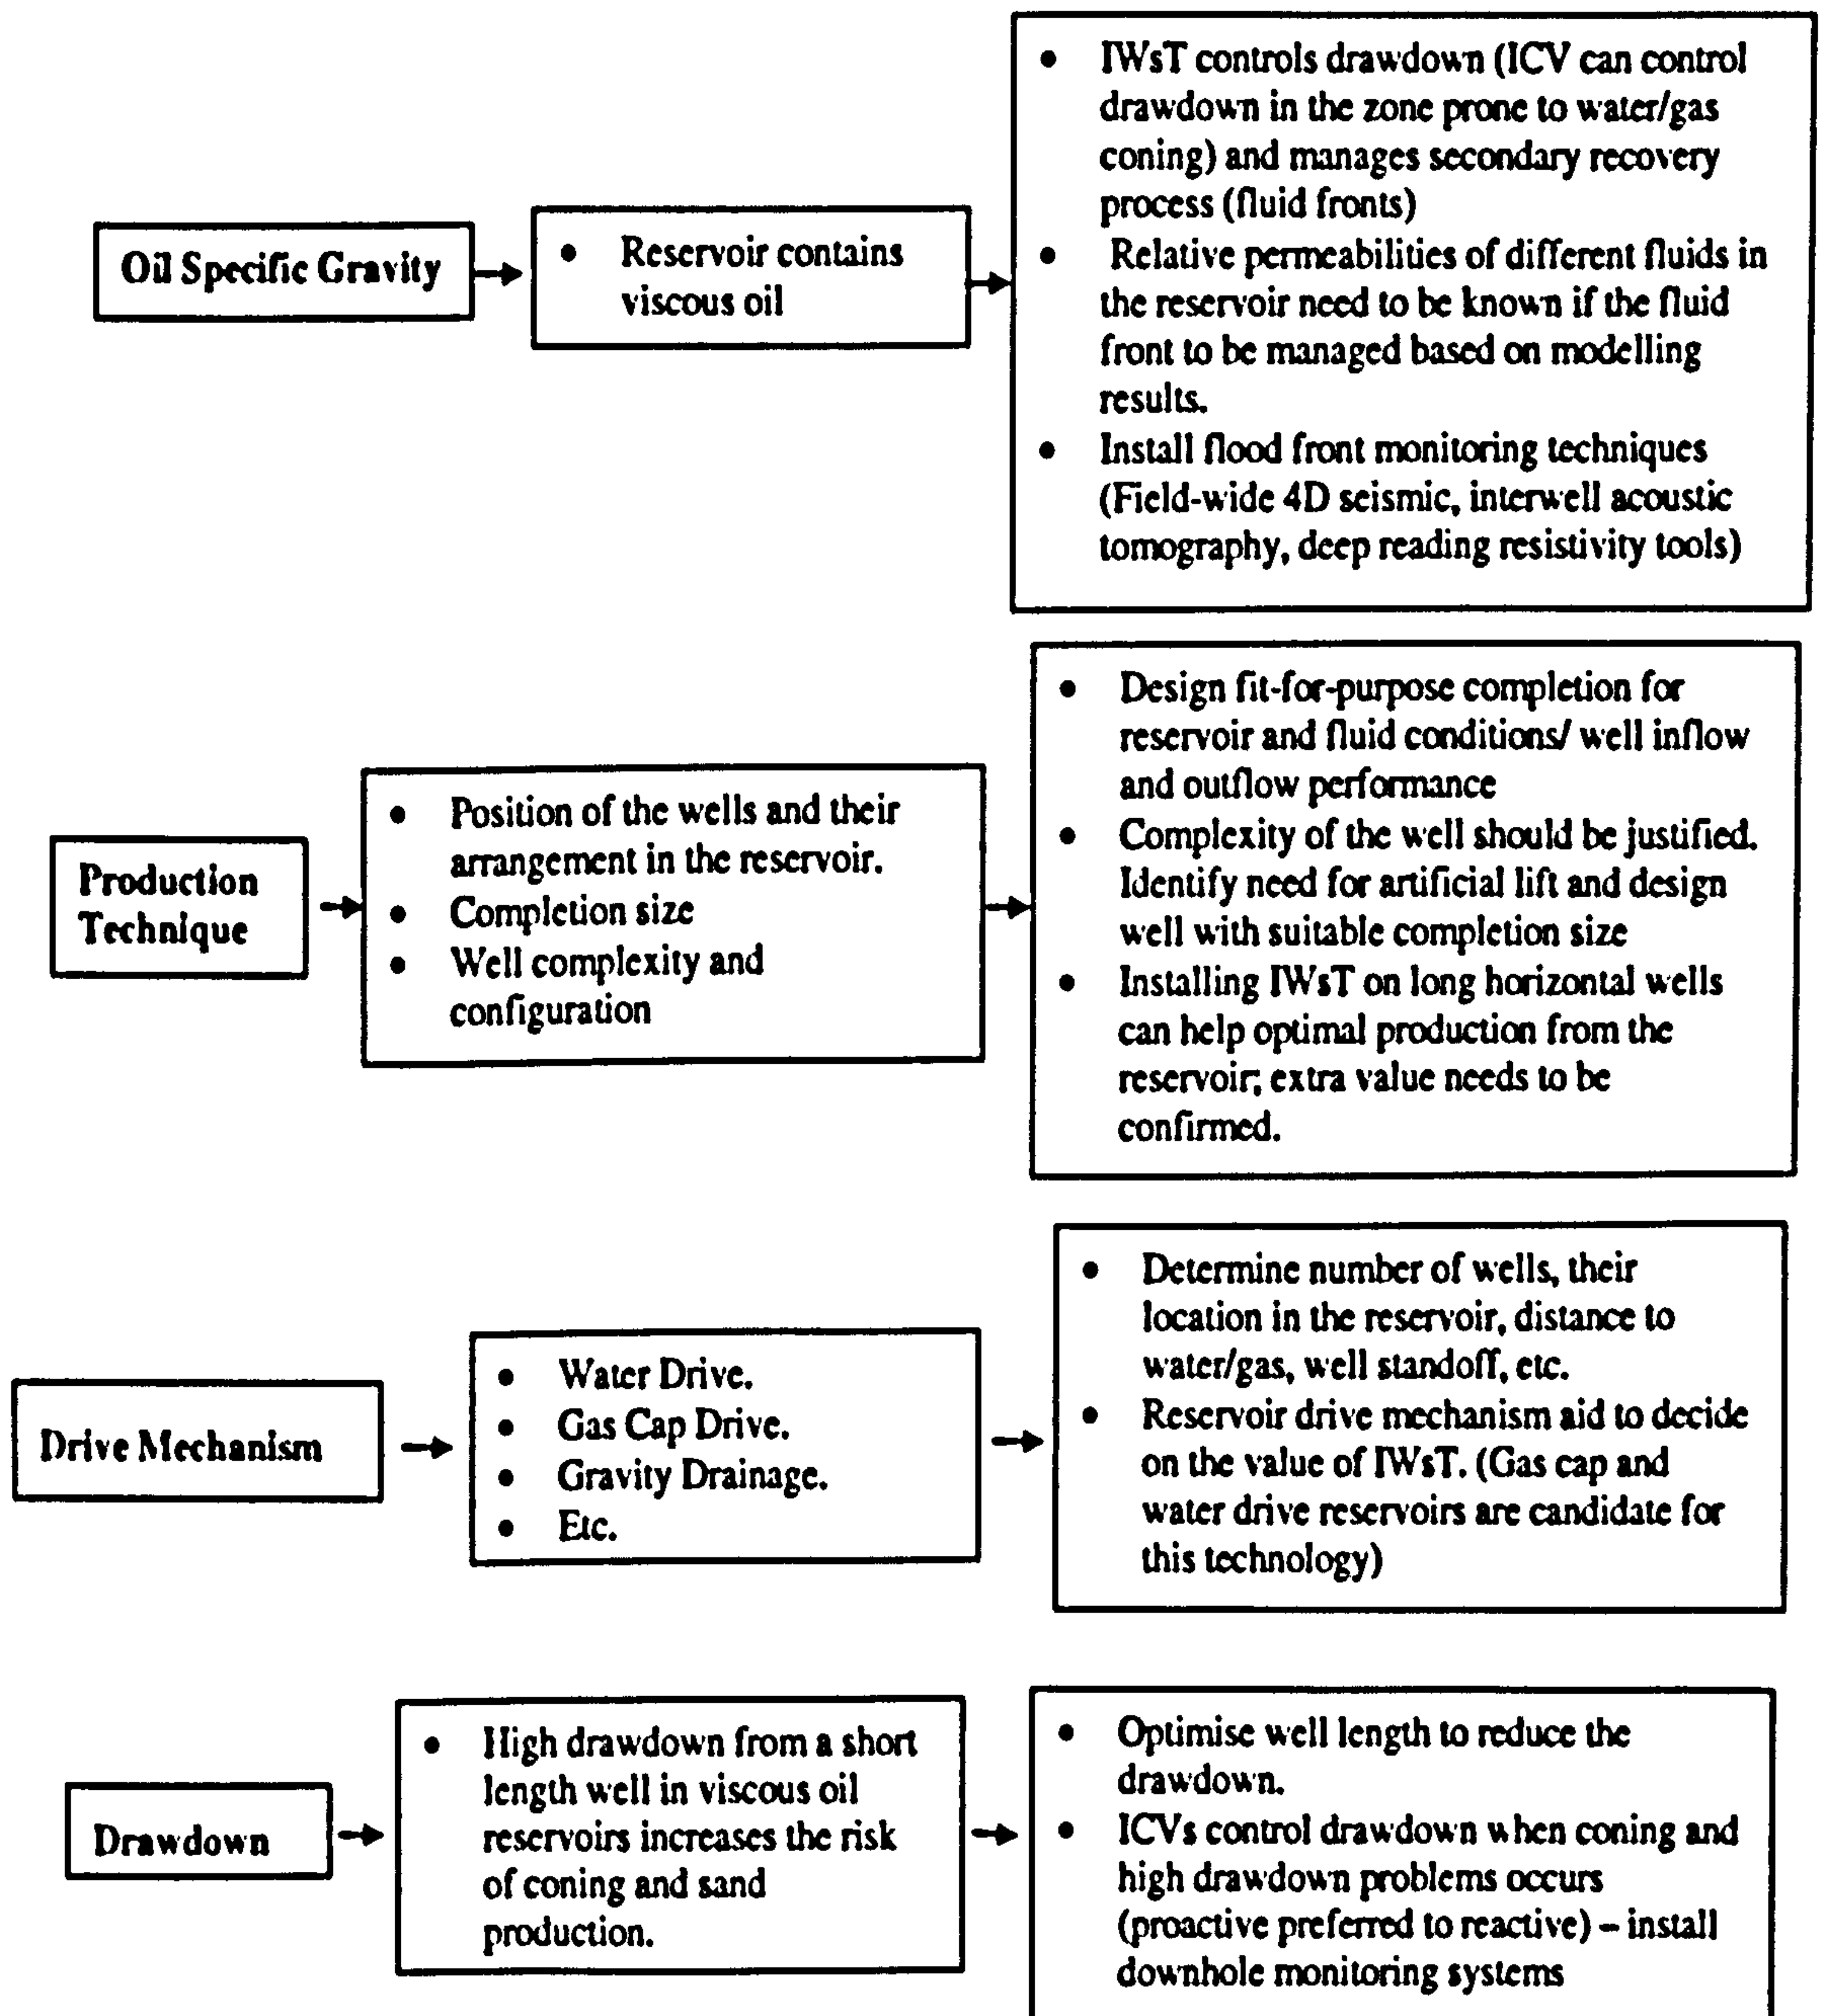 Oil Specific Gravity
• Reservoir contains
viscous oil
• IWsT controls drawdown (ICV can control
drawdown in the zone prone to water/gas
coning) and manages secondary recovery
process (fluid fronts)
• Relative permeabilities of different fluids in
the reservoir need to be known if the fluid
front to be managed based on modelling
results.
• Install flood front monitoring techniques
(Field-wide 4D seismic, interwell acoustic
tomography, deep reading resistivity tools)
Production
Technique
• Position of the wells and their
arrangement in the reservoir.
• Completion size
• Well complexity and
configuration
• Design fit-for-purpose completion for
reservoir and fluid conditions/ well inflow
and outflow performance
• Complexity of the well should be justified.
Identify need for artificial lift and design
well with suitable completion size
• Installing IWsT on long horizontal wells
can help optimal production from the
reservoir; extra value needs to be
confirmed.
Drive Mechanism
• Water Drive.
• Gas Cap Drive.
• Gravity Drainage.
• Etc.
• Determine number of wells, their
location in the reservoir, distance to
water/gas, well standoff, etc.
• Reservoir drive mechanism aid to decide
on the value of IWsT. (Gas cap and
water drive reservoirs are candidate for
this technology)
Drawdown
• High drawdown from a short
length well in viscous oil
reservoirs increases the risk
of coning and sand
production.
• Optimise well length to reduce the
drawdown.
• ICVs control drawdown when coning and
high drawdown problems occurs
(proactive preferred to reactive) – install
downhole monitoring systems